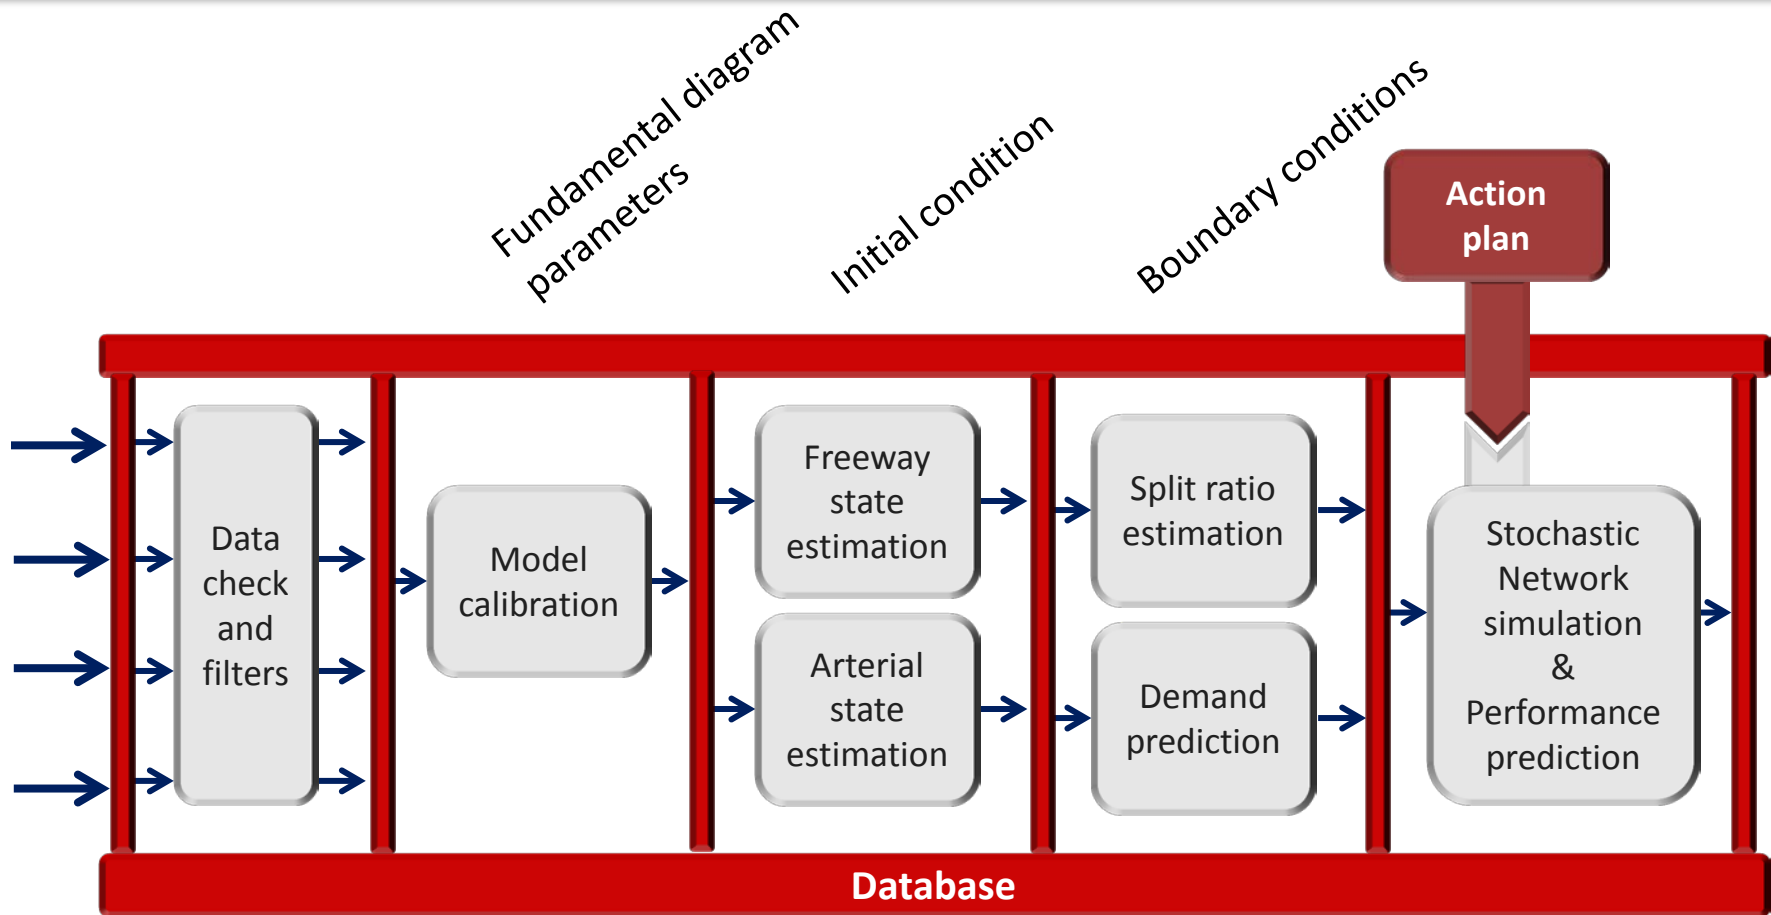 Fundamental diagram
parameters
Initial condition
Boundary conditions
Action
plan
Data
check
and
filters
Model
calibration
Freeway
state
estimation
Arterial
state
estimation
Split ratio
estimation
Demand
prediction
Stochastic
Network
simulation
&
Performance
prediction
Database